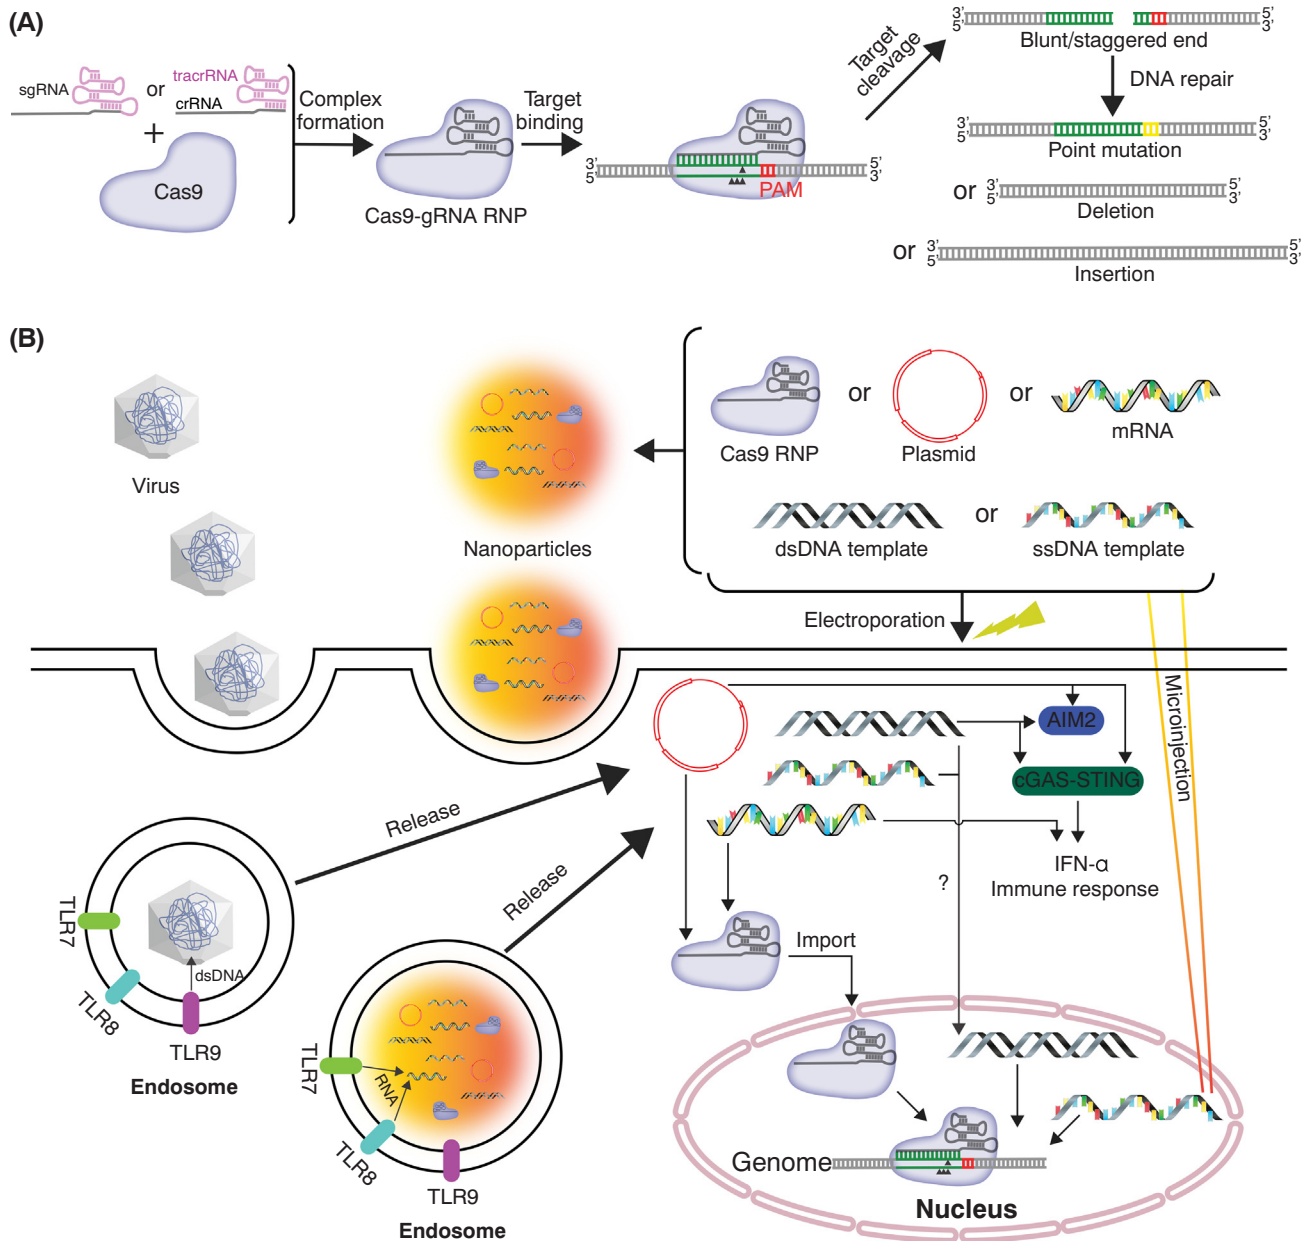 (A)
sgRNA
or
tracrRNA
crRNA
+
Cas9
Complex
formation
Cas9-gRNA RNP
Target
binding
3'
5'
PAM
5'
3'
Target
cleavage
3'
5'
5'
3'
Blunt/staggered end
DNA repair
3'
5'
5'
3'
Point mutation
or
3'
5'
5'
3'
Deletion
or
3'
5'
5'
3'
Insertion
(B)
Virus
Nanoparticles
Cas9 RNP
or
Plasmid
or
mRNA
dsDNA template
or
ssDNA template
Electroporation
Microinjection
AIM2
cGAS-STING
IFN-α
Immune response
?
Release
Release
TLR7
TLR8
dsDNA
TLR9
Endosome
TLR7
RNA
TLR8
TLR9
Endosome
Import
Genome
Nucleus